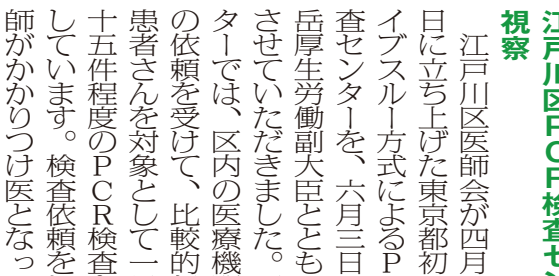 江戸川区PCR検査セ
視察
江戸川区医師会が四月
日に立ち上げた東京都初
イブスルー方式によるP
査センターを、六月三日
岳厚生労働副大臣ととも
させていただきました。
ターでは、区内の医療機
の依頼を受けて、比較的
患者さんを対象として一
十五件程度のPCR検査
しています。検査依頼を
師がかかりつけ医となっ